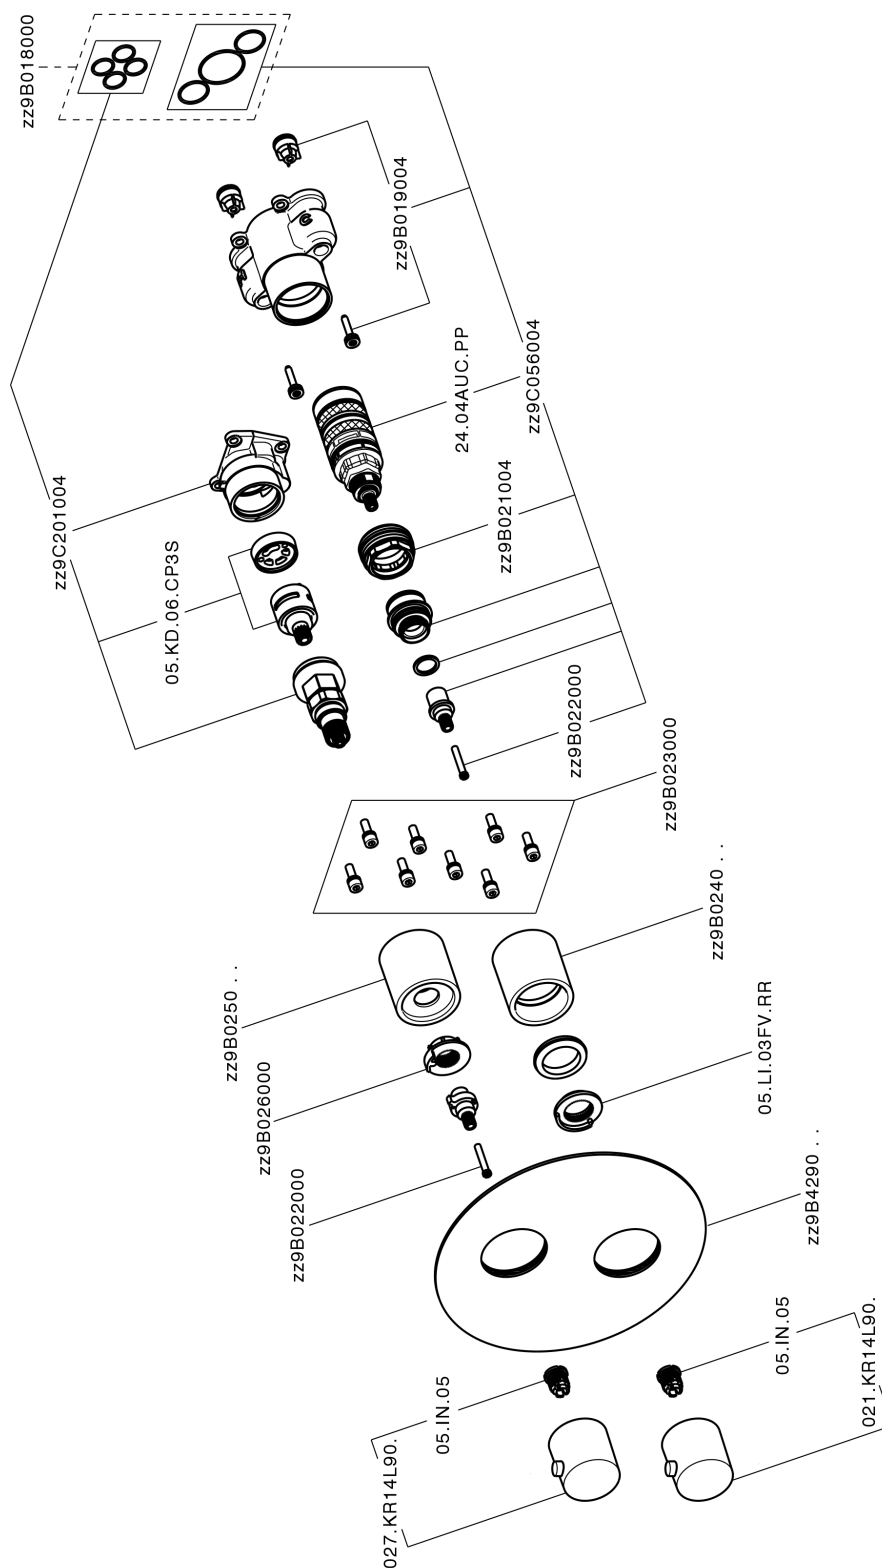 zz9B018000
zz9B019004
zz9C056004
24.04AUC.PP
zz9B021004
zz9C201004
05.KD.06.CP3S
zz9B022000
zz9B023000
zz9B0240 . .
zz9B0250 . .
05.LI.03FV.RR
zz9B026000
zz9B022000
zz9B4290 . .
05.IN.05
021.KR14L90.
05.IN.05
027.KR14L90.